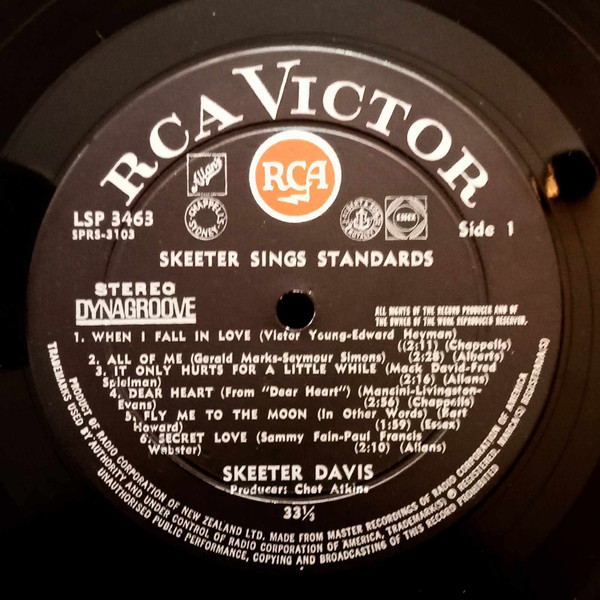 RCA VICTOR
Allans
RCA
CHAPPELL
SYDNEY
ESSEX
LSP 3463
SPRS-3103
Side 1
SKEETER SINGS STANDARDS
STEREO
DYNAGROOVE
ALL RIGHTS OF THE RECORD PRODUCER AND OF
THE OWNER OF THE WORK REPRODUCED RESERVED.
1. WHEN I FALL IN LOVE (Victor Young-Edward Heyman)
(2:11) (Chappells)
2. ALL OF ME (Gerald Marks-Seymour Simons) (2:28) (Alberts)
3. IT ONLY HURTS FOR A LITTLE WHILE (Mack David-Fred
Spielman) (2:16) (Allans)
4. DEAR HEART (From "Dear Heart") (Mancini-Livingston-
Evans) (2:56) (Chappells)
5. FLY ME TO THE MOON (In Other Words) (Bart
Howard) (1:59) (Essex)
6. SECRET LOVE (Sammy Fain-Paul Francis
Webster) (2:10) (Allans)
SKEETER DAVIS
Producer: Chet Atkins
33⅓
PRODUCT OF RADIO CORPORATION OF NEW ZEALAND LTD. MADE FROM MASTER RECORDINGS OF RADIO CORPORATION OF AMERICA
TRADEMARKS USED BY AUTHORITY AND UNDER CONTROL OF RADIO CORPORATION OF AMERICA, TRADEMARK(S) ® REGISTERED. MARCA(S) REGISTRADA(S)
UNAUTHORISED PUBLIC PERFORMANCE, COPYING AND BROADCASTING OF THIS RECORD PROHIBITED